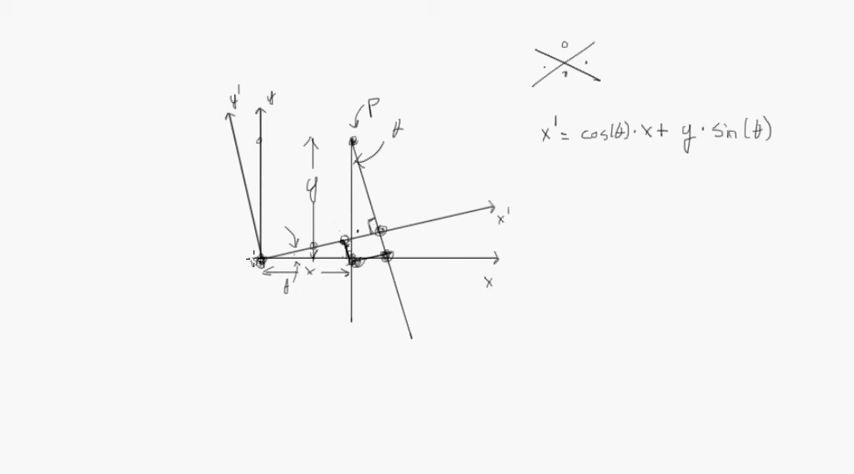 y' y
P
θ
x' = cos(θ)·x + y·sin(θ)
y
x'
x
θ
x